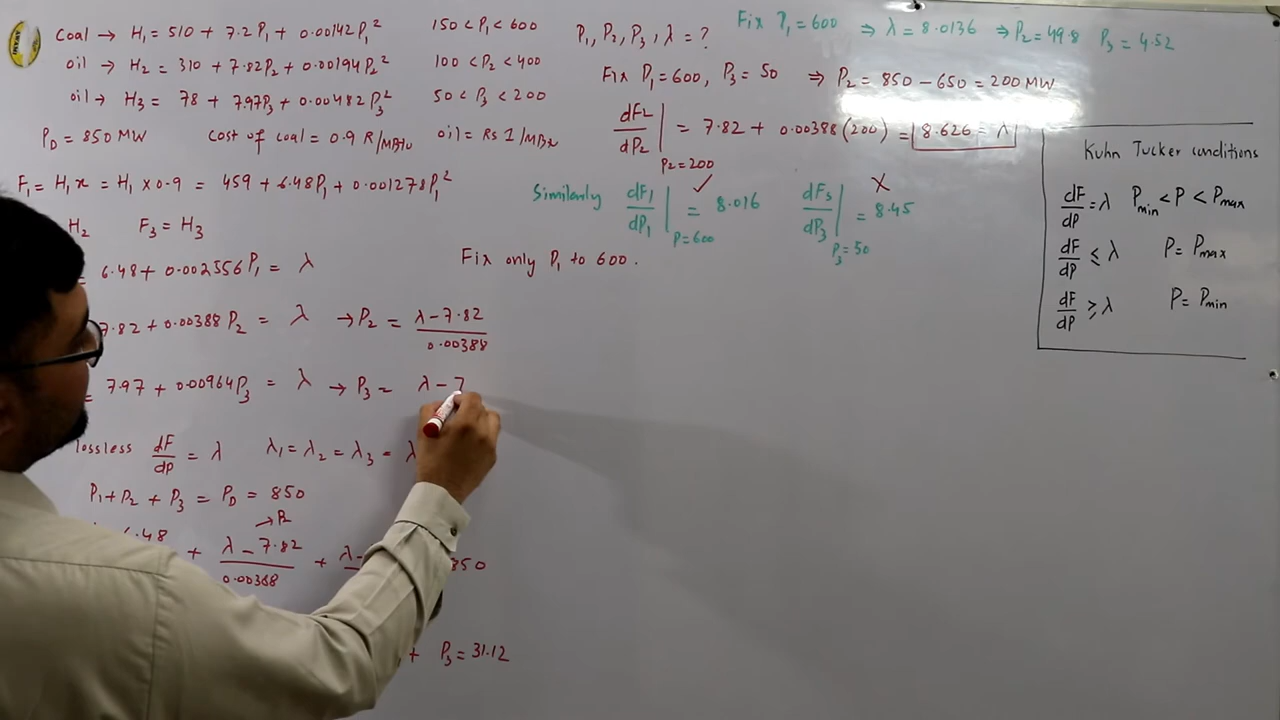 Coal → H₁ = 510 + 7.2 P₁ + 0.00142 P₁² 150 < P₁ < 600
oil → H₂ = 310 + 7.82 P₂ + 0.00194 P₂² 100 < P₂ < 400
oil → H₃ = 78 + 7.97 P₃ + 0.00482 P₃² 50 < P₃ < 200
P_D = 850 MW Cost of coal = 0.9 R/MBtu oil = Rs 1/MBtu
F₁ = H₁x = H₁ x 0.9 = 459 + 6.48P₁ + 0.001278P₁²
H₂ F₃ = H₃
6.48 + 0.002556 P₁ = λ
7.82 + 0.00388 P₂ = λ → P₂ = (λ - 7.82)/0.00388
= 7.97 + 0.00964P₃ = λ → P₃ = λ - 7
lossless dF/dP = λ λ₁ = λ₂ = λ₃ = λ
P₁ + P₂ + P₃ = P_D = 850
→ P₂
6.48 + (λ - 7.82)/0.00388 + λ- 850
+ P₃ = 31.12
P₁, P₂, P₃, λ = ?
Fix P₁ = 600 ⇒ λ = 8.0136 ⇒ P₂ = 49.8 P₃ = 4.52
Fix P₁ = 600, P₃ = 50 ⇒ P₂ = 850 - 650 = 200 MW
dF₂/dP₂ | P₂ = 200 = 7.82 + 0.00388 (200) = 8.626 = λ
Similarly dF₁/dP₁ | P = 600 = 8.016 ✓ dF₃/dP₃ | P₃ = 50 = 8.45 X
Fix only P₁ to 600.
Kuhn Tucker conditions
dF/dP = λ Pmin < P < Pmax
dF/dP ≤ λ P = Pmax
dF/dP ≥ λ P = Pmin